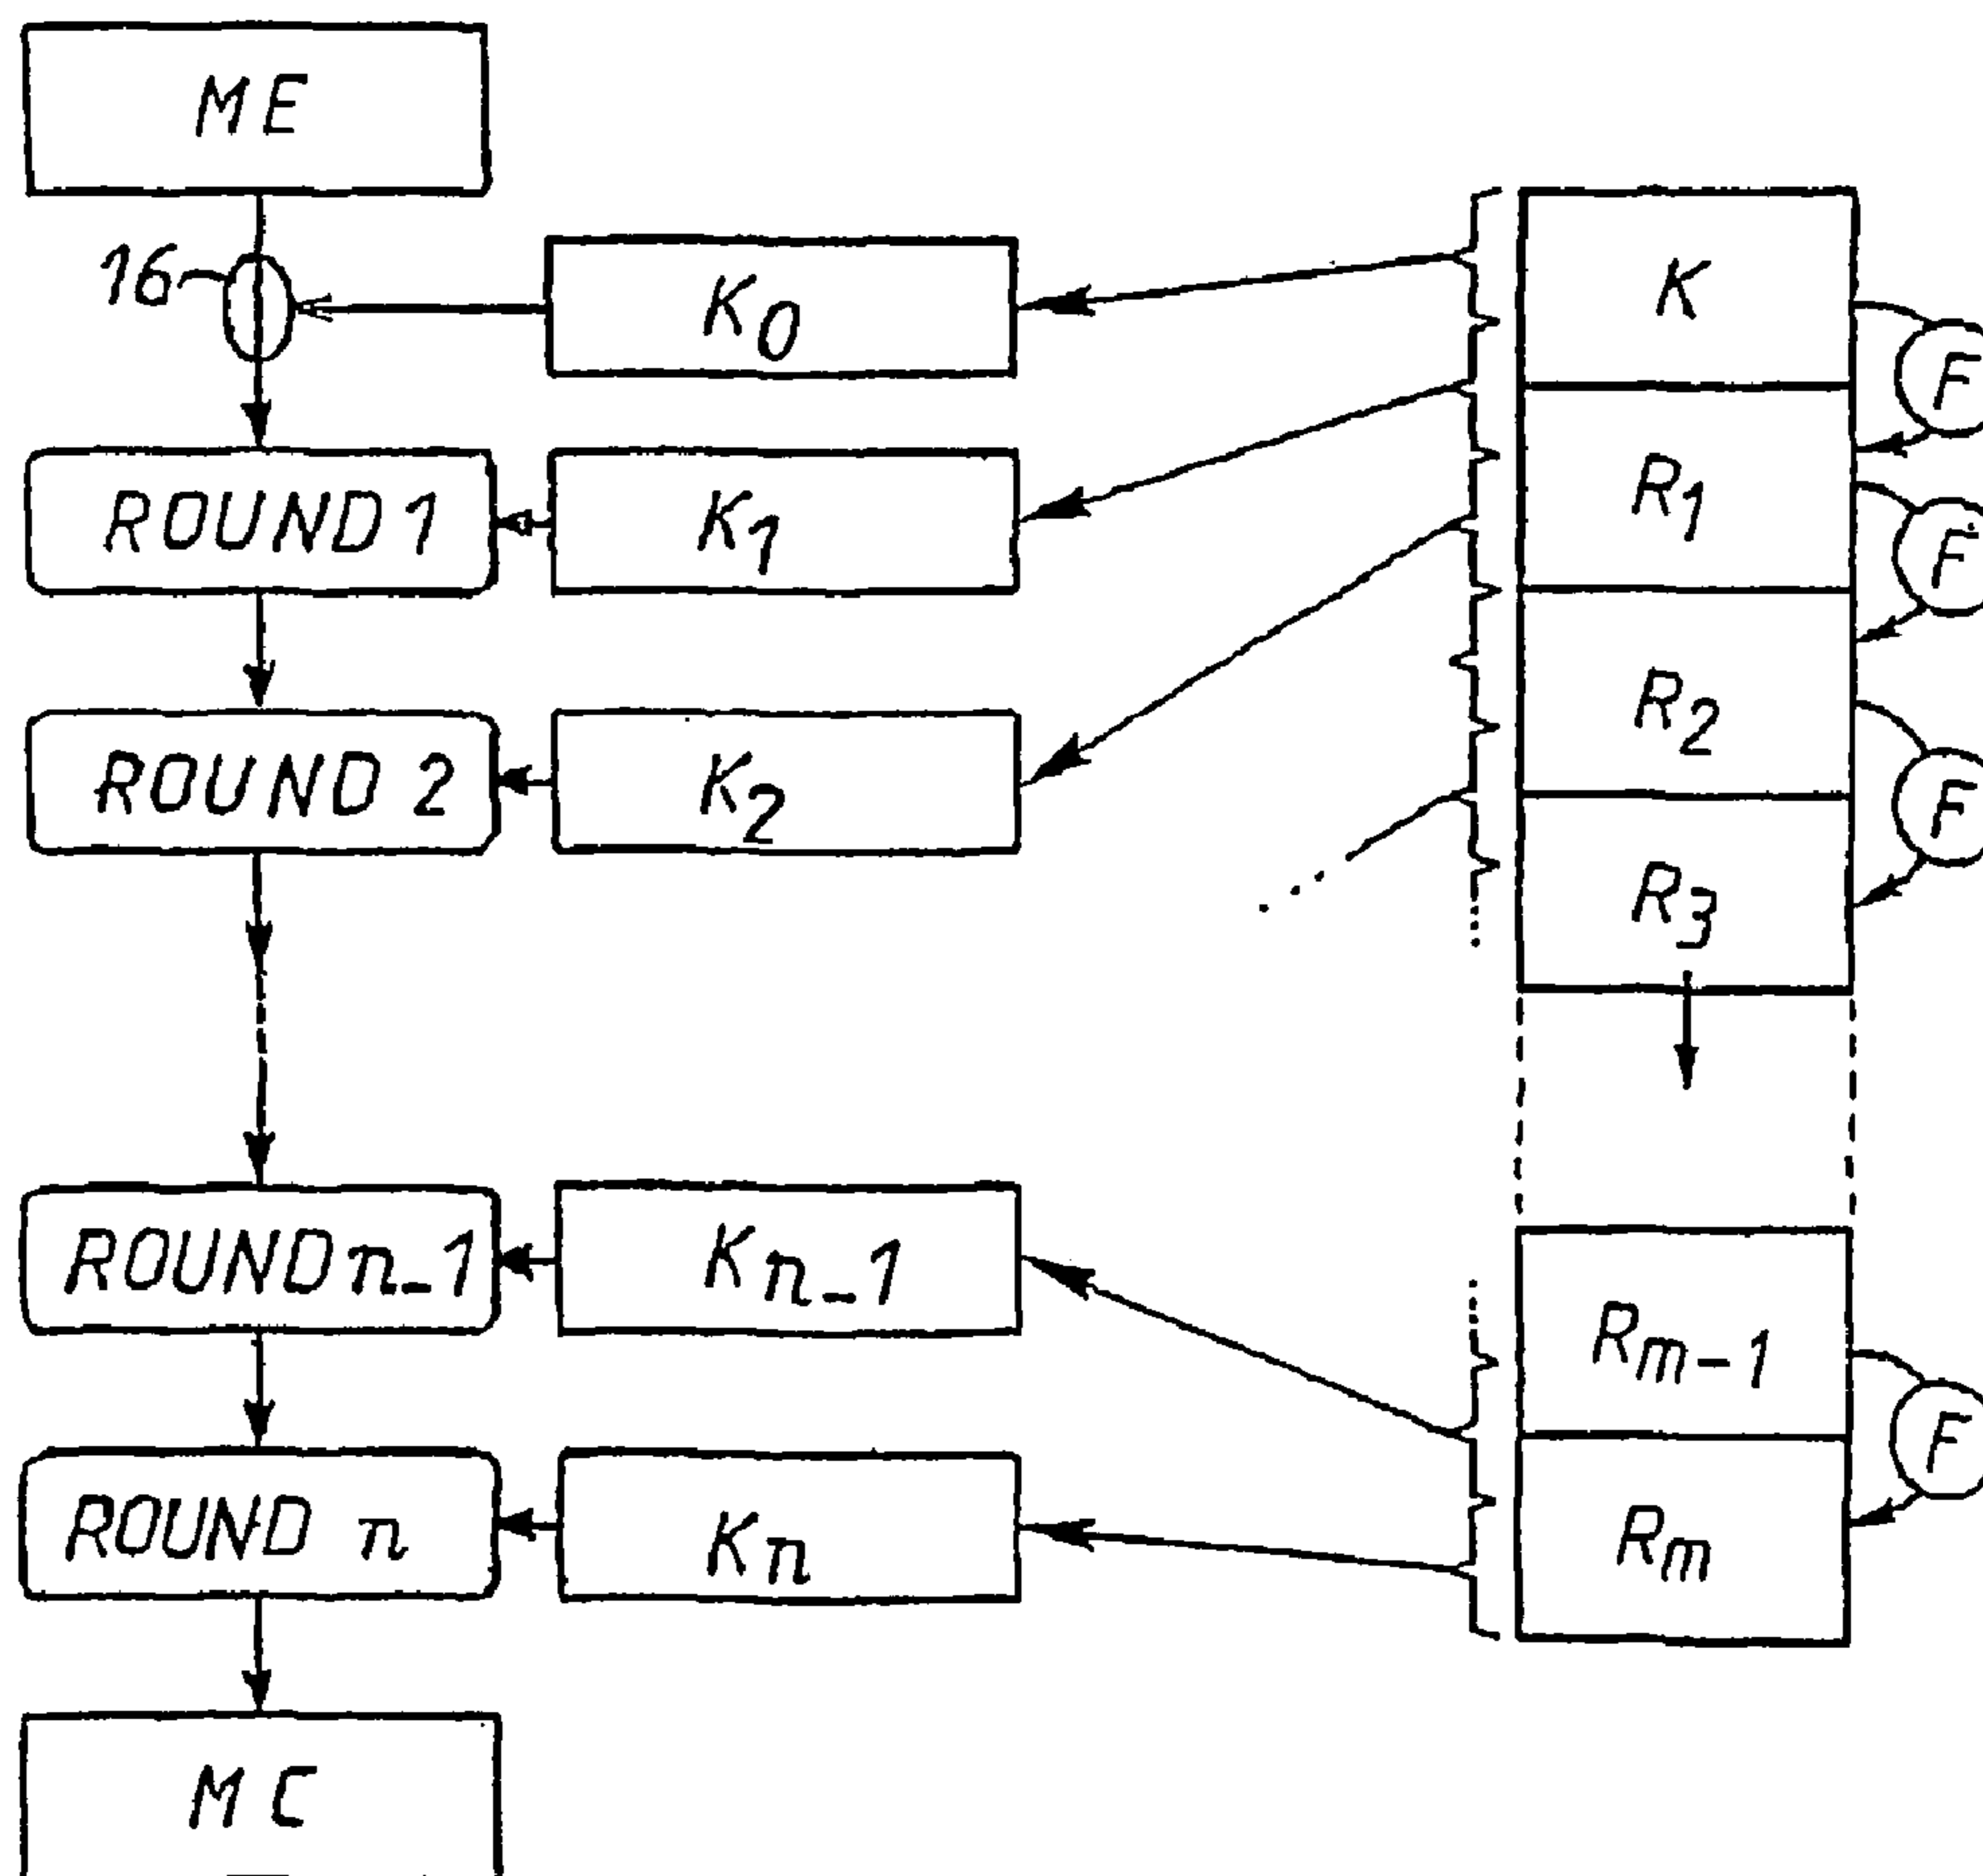 ME
16
K0
K
F
ROUND 1
K1
R1
F
ROUND 2
K2
R2
F
R3
ROUND n-1
Kn-1
Rm-1
F
ROUND n
Kn
Rm
MC